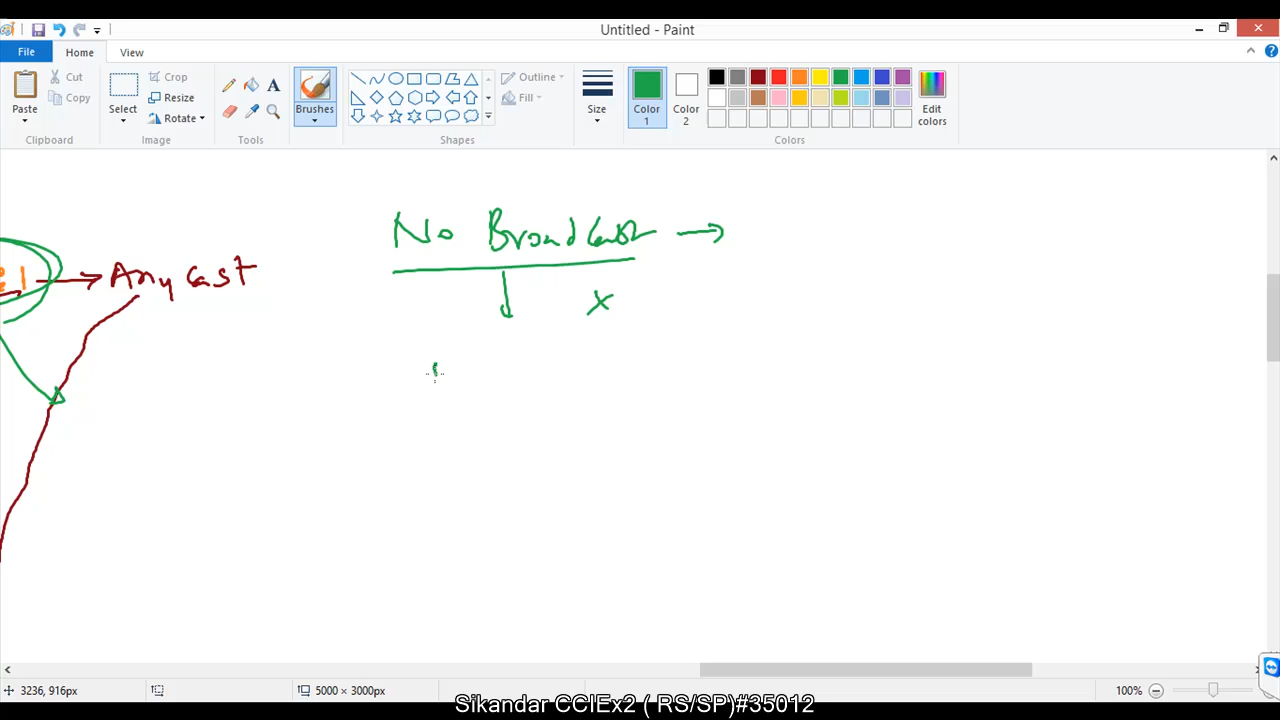 Untitled - Paint
File Home View
Paste Cut Copy Clipboard
Select Crop Resize Rotate Image
Tools
Brushes
Outline Fill Shapes
Size
Color 1 Color 2 Edit colors Colors
No BroadCast →
1 → Any Cast
x
3236, 916px 5000 × 3000px 100%
Sikandar CCIEx2 ( RS/SP)#35012